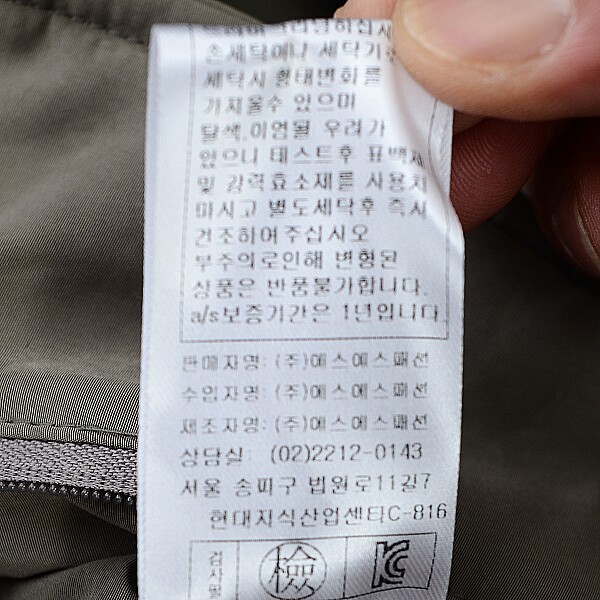 손세탁이나 세탁기
세탁시 형태변화를
가져올수 있으며
탈색.이염될 우려가
있으니 테스트후 표백제
및 강력효소제를 사용치
마시고 별도세탁후 즉시
건조하여주십시오
부주의로인해 변형된
상품은 반품불가합니다.
a/s보증기간은 1년입니다.
판매자명: (주)에스에스패션
수입자명: (주)에스에스패션
제조자명: (주)에스에스패션
상담실: (02)2212-0143
서울 송파구 법원로11길7
현대지식산업센터C-816
검사필 檢 KC